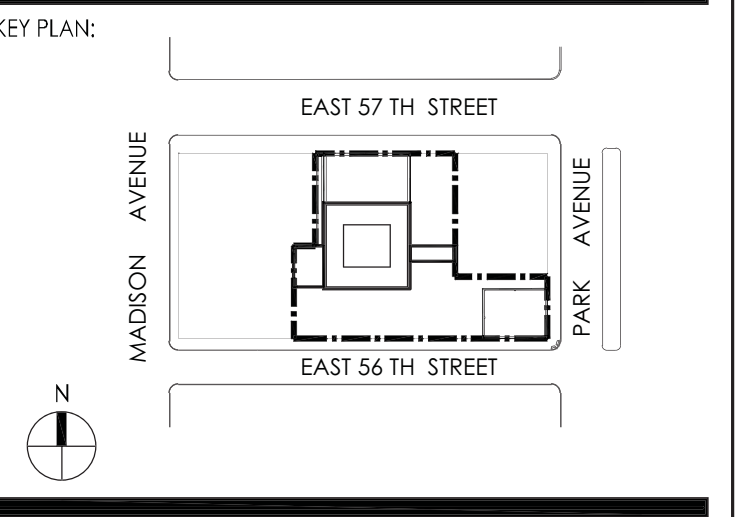 KEY PLAN:
EAST 57 TH STREET
MADISON AVENUE
PARK AVENUE
EAST 56 TH STREET
N